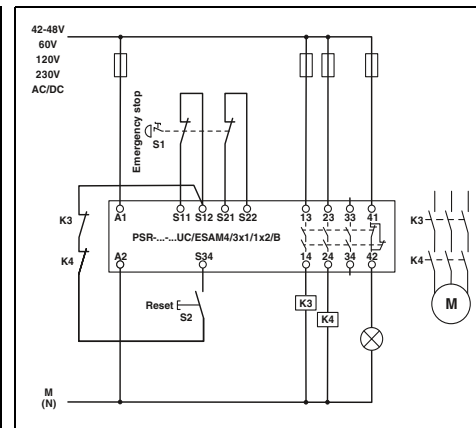 42-48V
60V
120V
230V
AC/DC
Emergency stop
S1
A1 S11 S12 S21 S22 13 23 33 41
PSR-...-...UC/ESAM4/3x1/1x2/B
A2 S34 14 24 34 42
K3
K4
Reset
S2
K3
K4
K3
K4
M
M
(N)